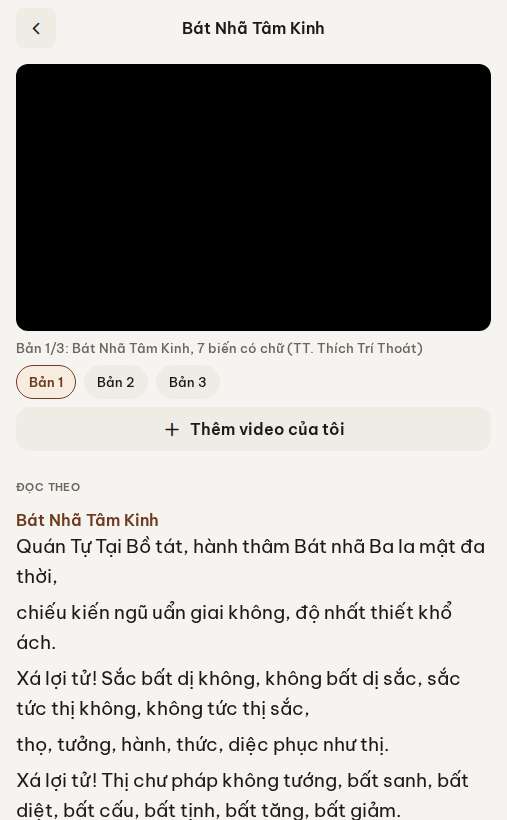 Bát Nhã Tâm Kinh
Bản 1/3: Bát Nhã Tâm Kinh, 7 biến có chữ (TT. Thích Trí Thoát)
Bản 1
Bản 2
Bản 3
Thêm video của tôi
ĐỌC THEO
Bát Nhã Tâm Kinh
Quán Tự Tại Bồ tát, hành thâm Bát nhã Ba la mật đa
thời,
chiếu kiến ngũ uẩn giai không, độ nhất thiết khổ
ách.
Xá lợi tử! Sắc bất dị không, không bất dị sắc, sắc
tức thị không, không tức thị sắc,
thọ, tưởng, hành, thức, diệc phục như thị.
Xá lợi tử! Thị chư pháp không tướng, bất sanh, bất
diệt, bất cấu, bất tịnh, bất tăng, bất giảm.